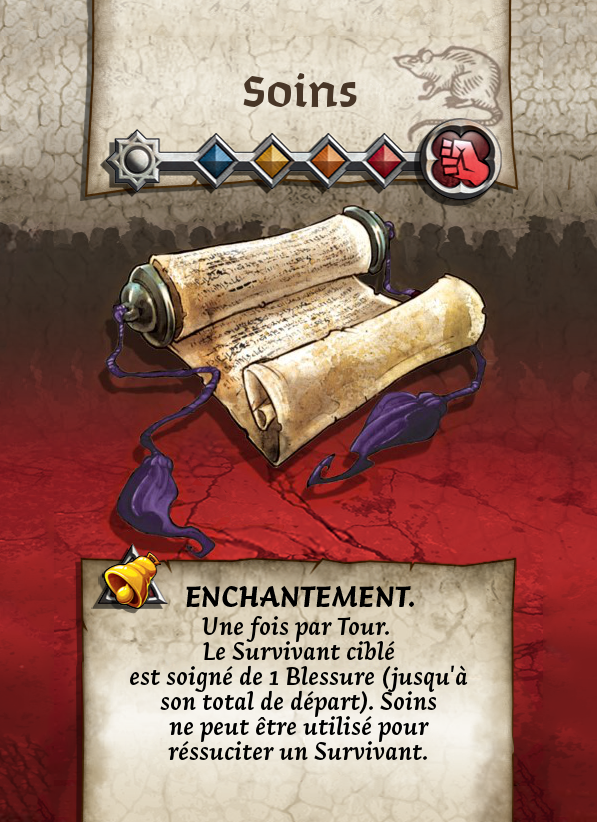 Soins
ENCHANTEMENT.
Une fois par Tour.
Le Survivant ciblé
est soigné de 1 Blessure (jusqu'à
son total de départ). Soins
ne peut être utilisé pour
réssuciter un Survivant.